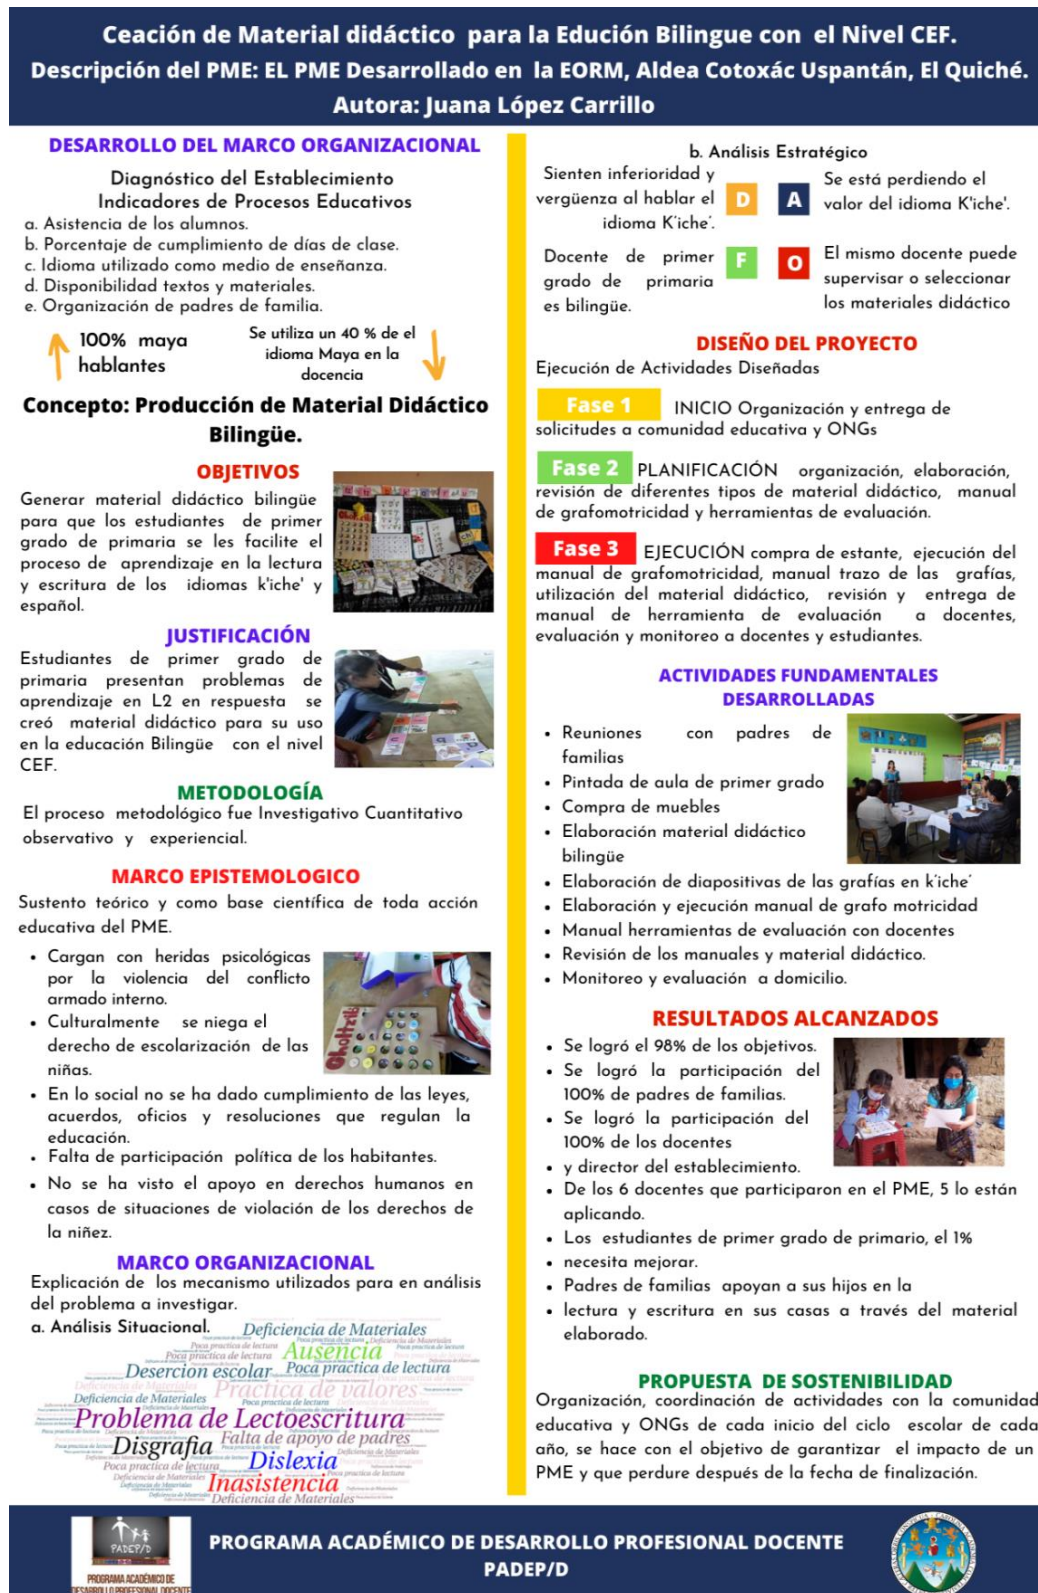 Ceación de Material didáctico para la Edución Bilingue con el Nivel CEF.
Descripción del PME: EL PME Desarrollado en la EORM, Aldea Cotoxác Uspantán, El Quiché.
Autora: Juana López Carrillo
DESARROLLO DEL MARCO ORGANIZACIONAL
Diagnóstico del Establecimiento
Indicadores de Procesos Educativos
a. Asistencia de los alumnos.
b. Porcentaje de cumplimiento de días de clase.
c. Idioma utilizado como medio de enseñanza.
d. Disponibilidad textos y materiales.
e. Organización de padres de familia.
100% maya
hablantes
Se utiliza un 40 % de el
idioma Maya en la
docencia
Concepto: Producción de Material Didáctico
Bilingüe.
OBJETIVOS
Generar material didáctico bilingüe
para que los estudiantes de primer
grado de primaria se les facilite el
proceso de aprendizaje en la lectura
y escritura de los idiomas k'iche' y
español.
JUSTIFICACIÓN
Estudiantes de primer grado de
primaria presentan problemas de
aprendizaje en L2 en respuesta se
creó material didáctico para su uso
en la educación Bilingüe con el nivel
CEF.
METODOLOGÍA
El proceso metodológico fue Investigativo Cuantitativo
observativo y experiencial.
MARCO EPISTEMOLOGICO
Sustento teórico y como base científica de toda acción
educativa del PME.
• Cargan con heridas psicológicas
por la violencia del conflicto
armado interno.
• Culturalmente se niega el
derecho de escolarización de las
niñas.
• En lo social no se ha dado cumplimiento de las leyes,
acuerdos, oficios y resoluciones que regulan la
educación.
• Falta de participación política de los habitantes.
• No se ha visto el apoyo en derechos humanos en
casos de situaciones de violación de los derechos de
la niñez.
Choltzib
MARCO ORGANIZACIONAL
Explicación de los mecanismo utilizados para en análisis
del problema a investigar.
a. Análisis Situacional.
Deficiencia de Materiales
Poca practica de lectura
Ausencia
Poca practica de lectura
Desercion escolar
Poca practica de lectura
Deficiencia de Materiales
Practica de valores
Deficiencia de Materiales
Poca practica de lectura
Problema de Lectoescritura
Falta de apoyo de padres
Disgrafia
Dislexia
Poca practica de lectura
Deficiencia de Materiales
Inasistencia
Poca practica de lectura
Deficiencia de Materiales
b. Análisis Estratégico
Sienten inferioridad y
vergüenza al hablar el
idioma K´iche´.
D
A
Se está perdiendo el
valor del idioma K'iche'.
Docente de primer
grado de primaria
es bilingüe.
F
O
El mismo docente puede
supervisar o seleccionar
los materiales didáctico
DISEÑO DEL PROYECTO
Ejecución de Actividades Diseñadas
Fase 1 INICIO Organización y entrega de
solicitudes a comunidad educativa y ONGs
Fase 2 PLANIFICACIÓN organización, elaboración,
revisión de diferentes tipos de material didáctico, manual
de grafomotricidad y herramientas de evaluación.
Fase 3 EJECUCIÓN compra de estante, ejecución del
manual de grafomotricidad, manual trazo de las grafías,
utilización del material didáctico, revisión y entrega de
manual de herramienta de evaluación a docentes,
evaluación y monitoreo a docentes y estudiantes.
ACTIVIDADES FUNDAMENTALES
DESARROLLADAS
• Reuniones con padres de
familias
• Pintada de aula de primer grado
• Compra de muebles
• Elaboración material didáctico
bilingüe
• Elaboración de diapositivas de las grafías en k´iche´
• Elaboración y ejecución manual de grafo motricidad
• Manual herramientas de evaluación con docentes
• Revisión de los manuales y material didáctico.
• Monitoreo y evaluación a domicilio.
RESULTADOS ALCANZADOS
• Se logró el 98% de los objetivos.
• Se logró la participación del
100% de padres de familias.
• Se logró la participación del
100% de los docentes
• y director del establecimiento.
• De los 6 docentes que participaron en el PME, 5 lo están
aplicando.
• Los estudiantes de primer grado de primario, el 1%
• necesita mejorar.
• Padres de familias apoyan a sus hijos en la
• lectura y escritura en sus casas a través del material
elaborado.
PROPUESTA DE SOSTENIBILIDAD
Organización, coordinación de actividades con la comunidad
educativa y ONGs de cada inicio del ciclo escolar de cada
año, se hace con el objetivo de garantizar el impacto de un
PME y que perdure después de la fecha de finalización.
PADEP/D
PROGRAMA ACADÉMICO DE
DESARROLLO PROFESIONAL DOCENTE
PROGRAMA ACADÉMICO DE DESARROLLO PROFESIONAL DOCENTE
PADEP/D